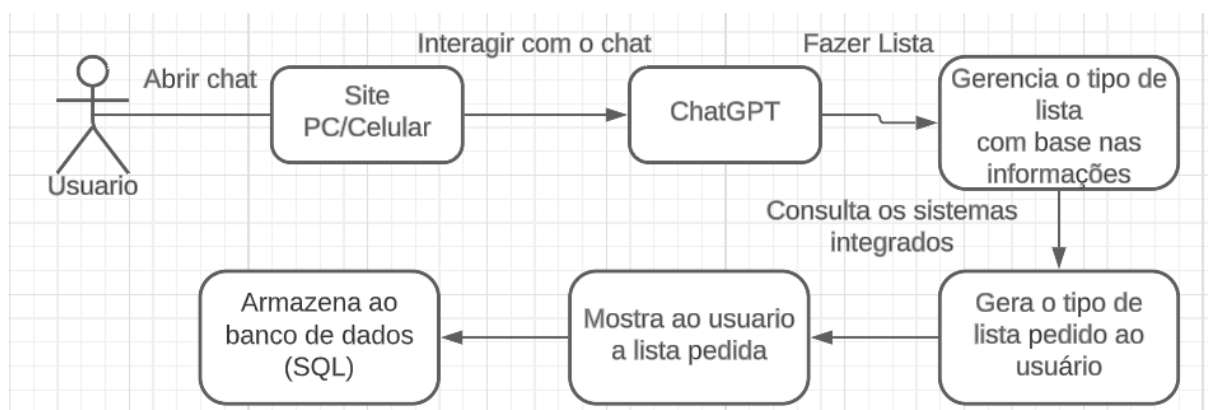 Interagir com o chat
Fazer Lista
Abrir chat
Site
PC/Celular
ChatGPT
Gerencia o tipo de
lista
com base nas
informações
Usuario
Consulta os sistemas
integrados
Armazena ao
banco de dados
(SQL)
Mostra ao usuario
a lista pedida
Gera o tipo de
lista pedido ao
usuário